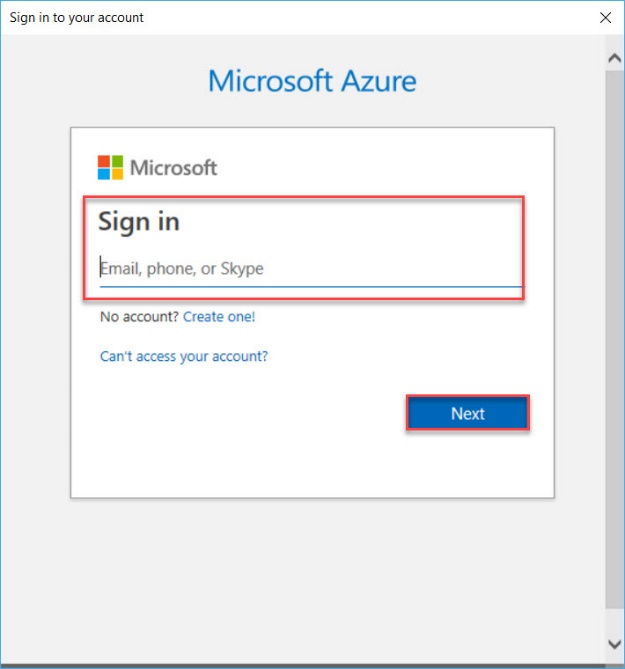 Sign in to your account
Microsoft Azure
Microsoft
Sign in
Email, phone, or Skype
No account? Create one!
Can't access your account?
Next